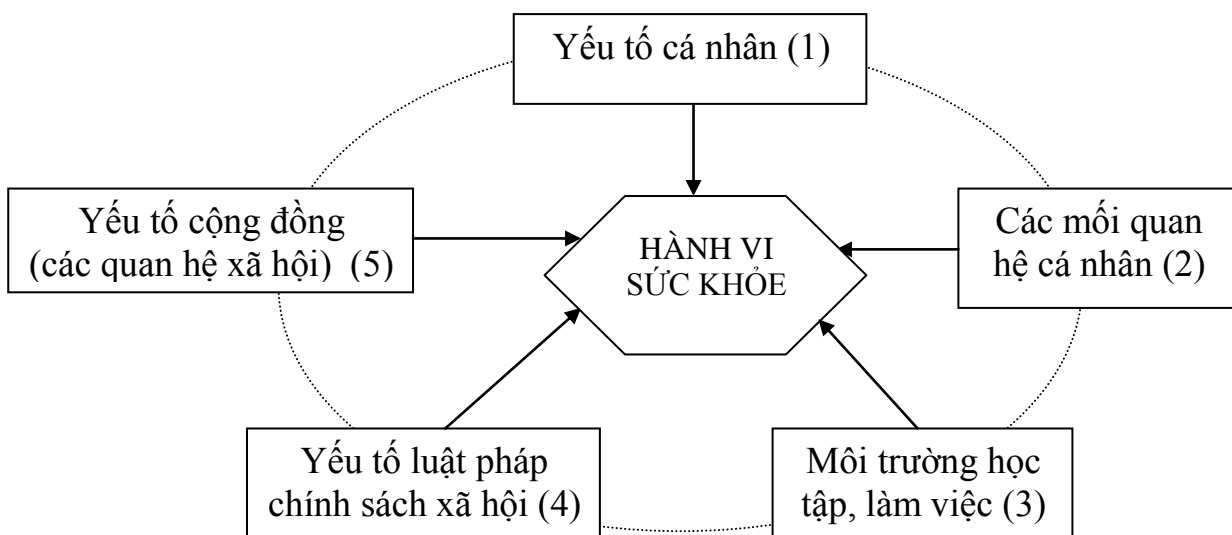 Yếu tố cá nhân (1)
Yếu tố cộng đồng
(các quan hệ xã hội) (5)
HÀNH VI
SỨC KHỎE
Các mối quan
hệ cá nhân (2)
Yếu tố luật pháp
chính sách xã hội (4)
Môi trường học
tập, làm việc (3)